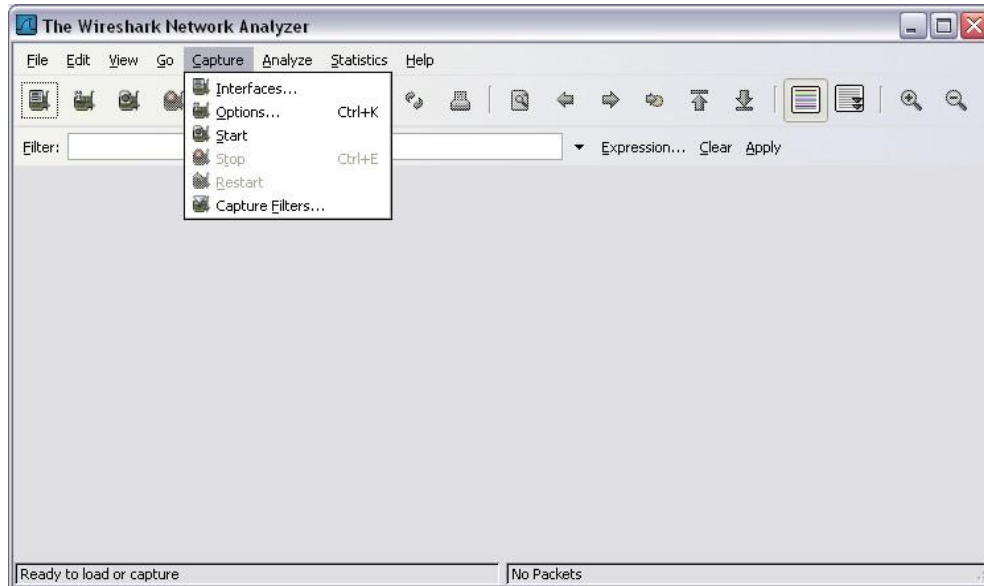 The Wireshark Network Analyzer
File Edit View Go Capture Analyze Statistics Help
Interfaces...
Options... Ctrl+K
Start
Stop Ctrl+E
Restart
Capture Filters...
Filter: Expression... Clear Apply
Ready to load or capture No Packets